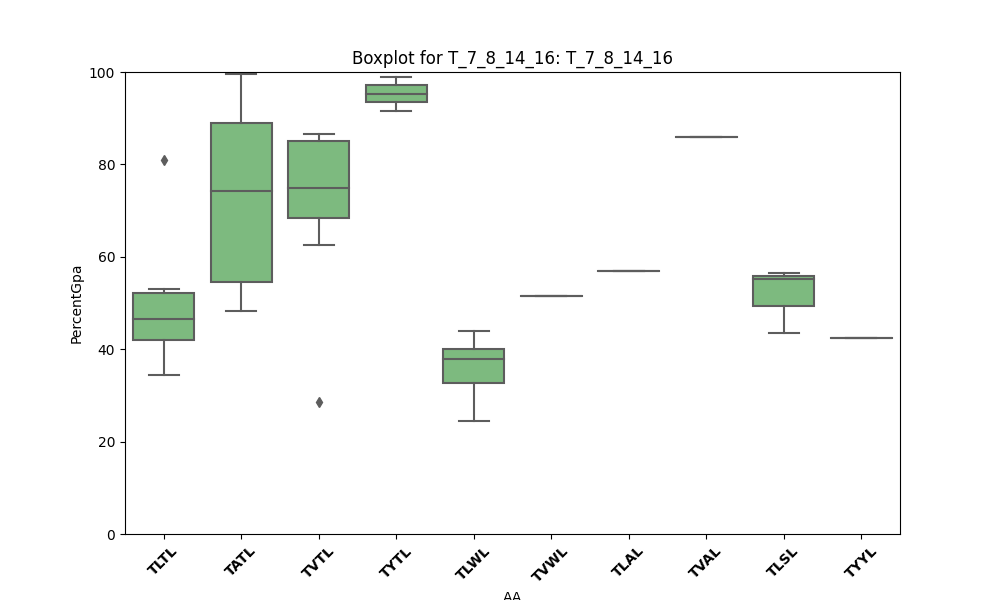 Boxplot for T_7_8_14_16: T_7_8_14_16
100
80
60
40
20
0
PercentGpa
TLTL TATL TVTL TYTL TLWL TVWL TLAL TVAL TLSL TYYL
AA